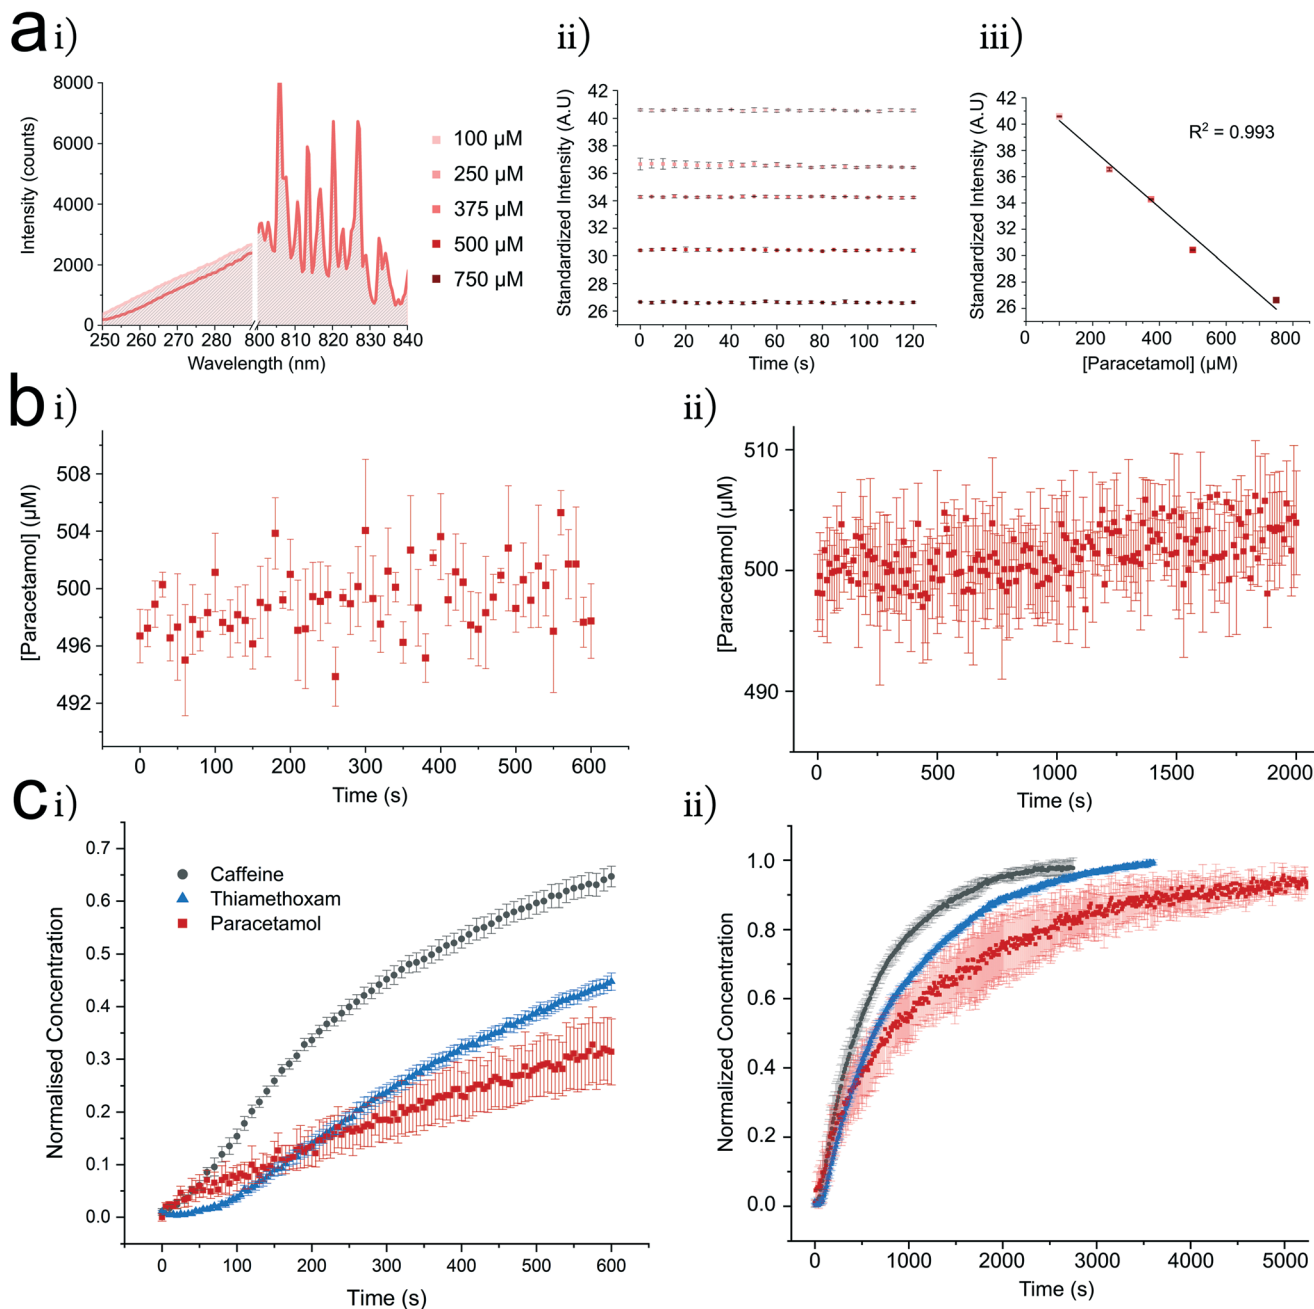 a i)
Intensity (counts)
8000
6000
4000
2000
0
250 260 270 280 800 810 820 830 840
Wavelength (nm)
100 µM
250 µM
375 µM
500 µM
750 µM
ii)
Standardized Intensity (A.U)
42
40
38
36
34
32
30
28
26
0 20 40 60 80 100 120
Time (s)
iii)
Standardized Intensity (A.U)
42
40
38
36
34
32
30
28
26
R² = 0.993
0 200 400 600 800
[Paracetamol] (µM)
b i)
[Paracetamol] (µM)
508
504
500
496
492
0 100 200 300 400 500 600
Time (s)
ii)
[Paracetamol] (µM)
510
500
490
0 500 1000 1500 2000
Time (s)
c i)
Normalised Concentration
0.7
0.6
0.5
0.4
0.3
0.2
0.1
0.0
Caffeine
Thiamethoxam
Paracetamol
0 100 200 300 400 500 600
Time (s)
ii)
Normalized Concentration
1.0
0.8
0.6
0.4
0.2
0.0
0 1000 2000 3000 4000 5000
Time (s)